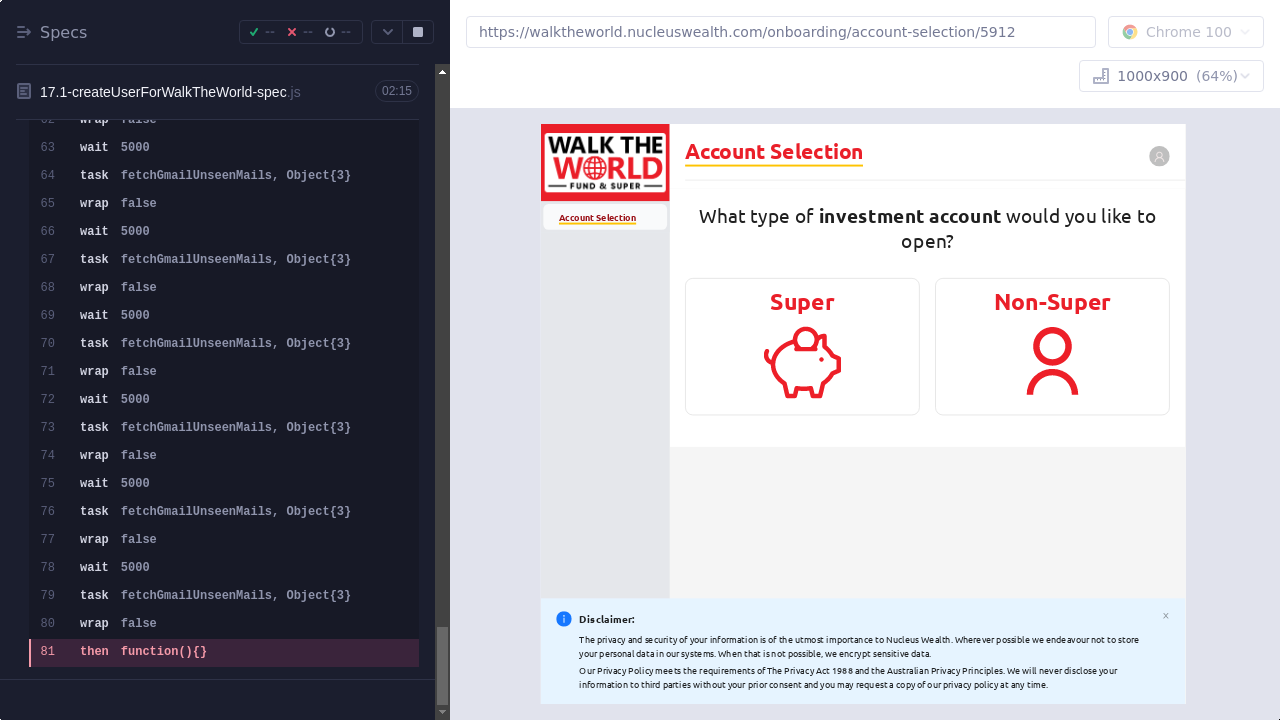 Specs
--
--
--
17.1-createUserForWalkTheWorld-spec.js
02:15
62 wrap false
63 wait 5000
64 task fetchGmailUnseenMails, Object{3}
65 wrap false
66 wait 5000
67 task fetchGmailUnseenMails, Object{3}
68 wrap false
69 wait 5000
70 task fetchGmailUnseenMails, Object{3}
71 wrap false
72 wait 5000
73 task fetchGmailUnseenMails, Object{3}
74 wrap false
75 wait 5000
76 task fetchGmailUnseenMails, Object{3}
77 wrap false
78 wait 5000
79 task fetchGmailUnseenMails, Object{3}
80 wrap false
81 then function(){}
https://walktheworld.nucleuswealth.com/onboarding/account-selection/5912
Chrome 100
1000x900 (64%)
WALK THE
WORLD
FUND & SUPER
Account Selection
Account Selection
What type of investment account would you like to
open?
Super
Non-Super
Disclaimer:
The privacy and security of your information is of the utmost importance to Nucleus Wealth. Wherever possible we endeavour not to store
your personal data in our systems. When that is not possible, we encrypt sensitive data.
Our Privacy Policy meets the requirements of The Privacy Act 1988 and the Australian Privacy Principles. We will never disclose your
information to third parties without your prior consent and you may request a copy of our privacy policy at any time.